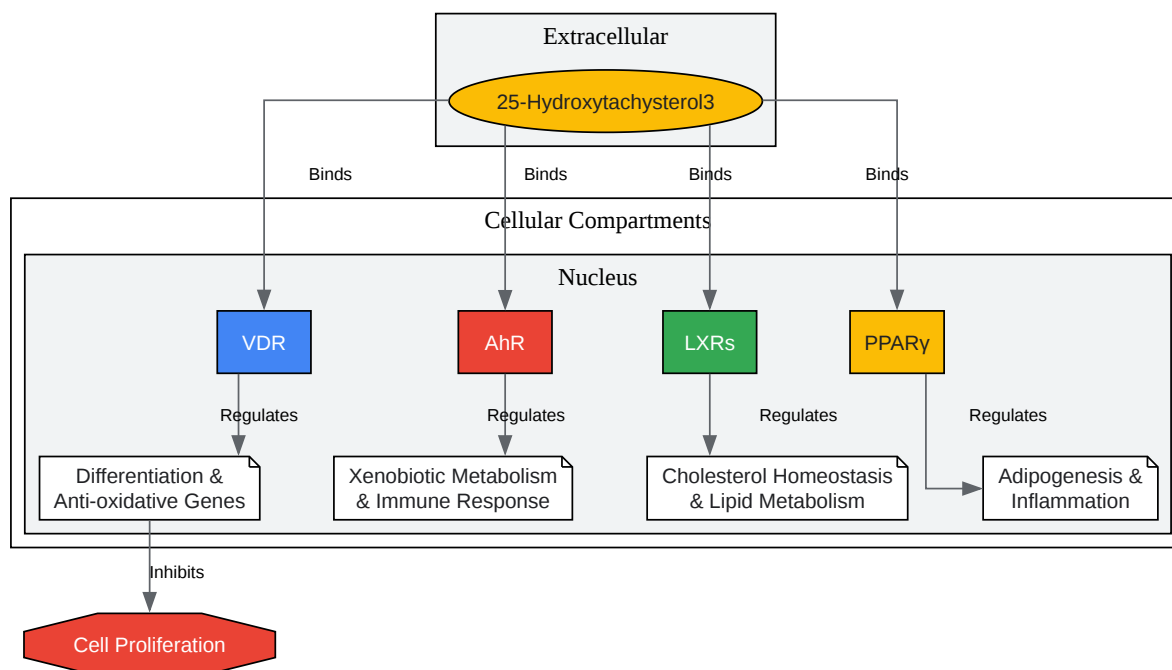 Extracellular
25-Hydroxytachysterol3
Binds
Binds
Binds
Binds
Cellular Compartments
Nucleus
VDR
AhR
LXRs
PPARγ
Regulates
Regulates
Regulates
Regulates
Differentiation &
Anti-oxidative Genes
Xenobiotic Metabolism
& Immune Response
Cholesterol Homeostasis
& Lipid Metabolism
Adipogenesis &
Inflammation
Inhibits
Cell Proliferation